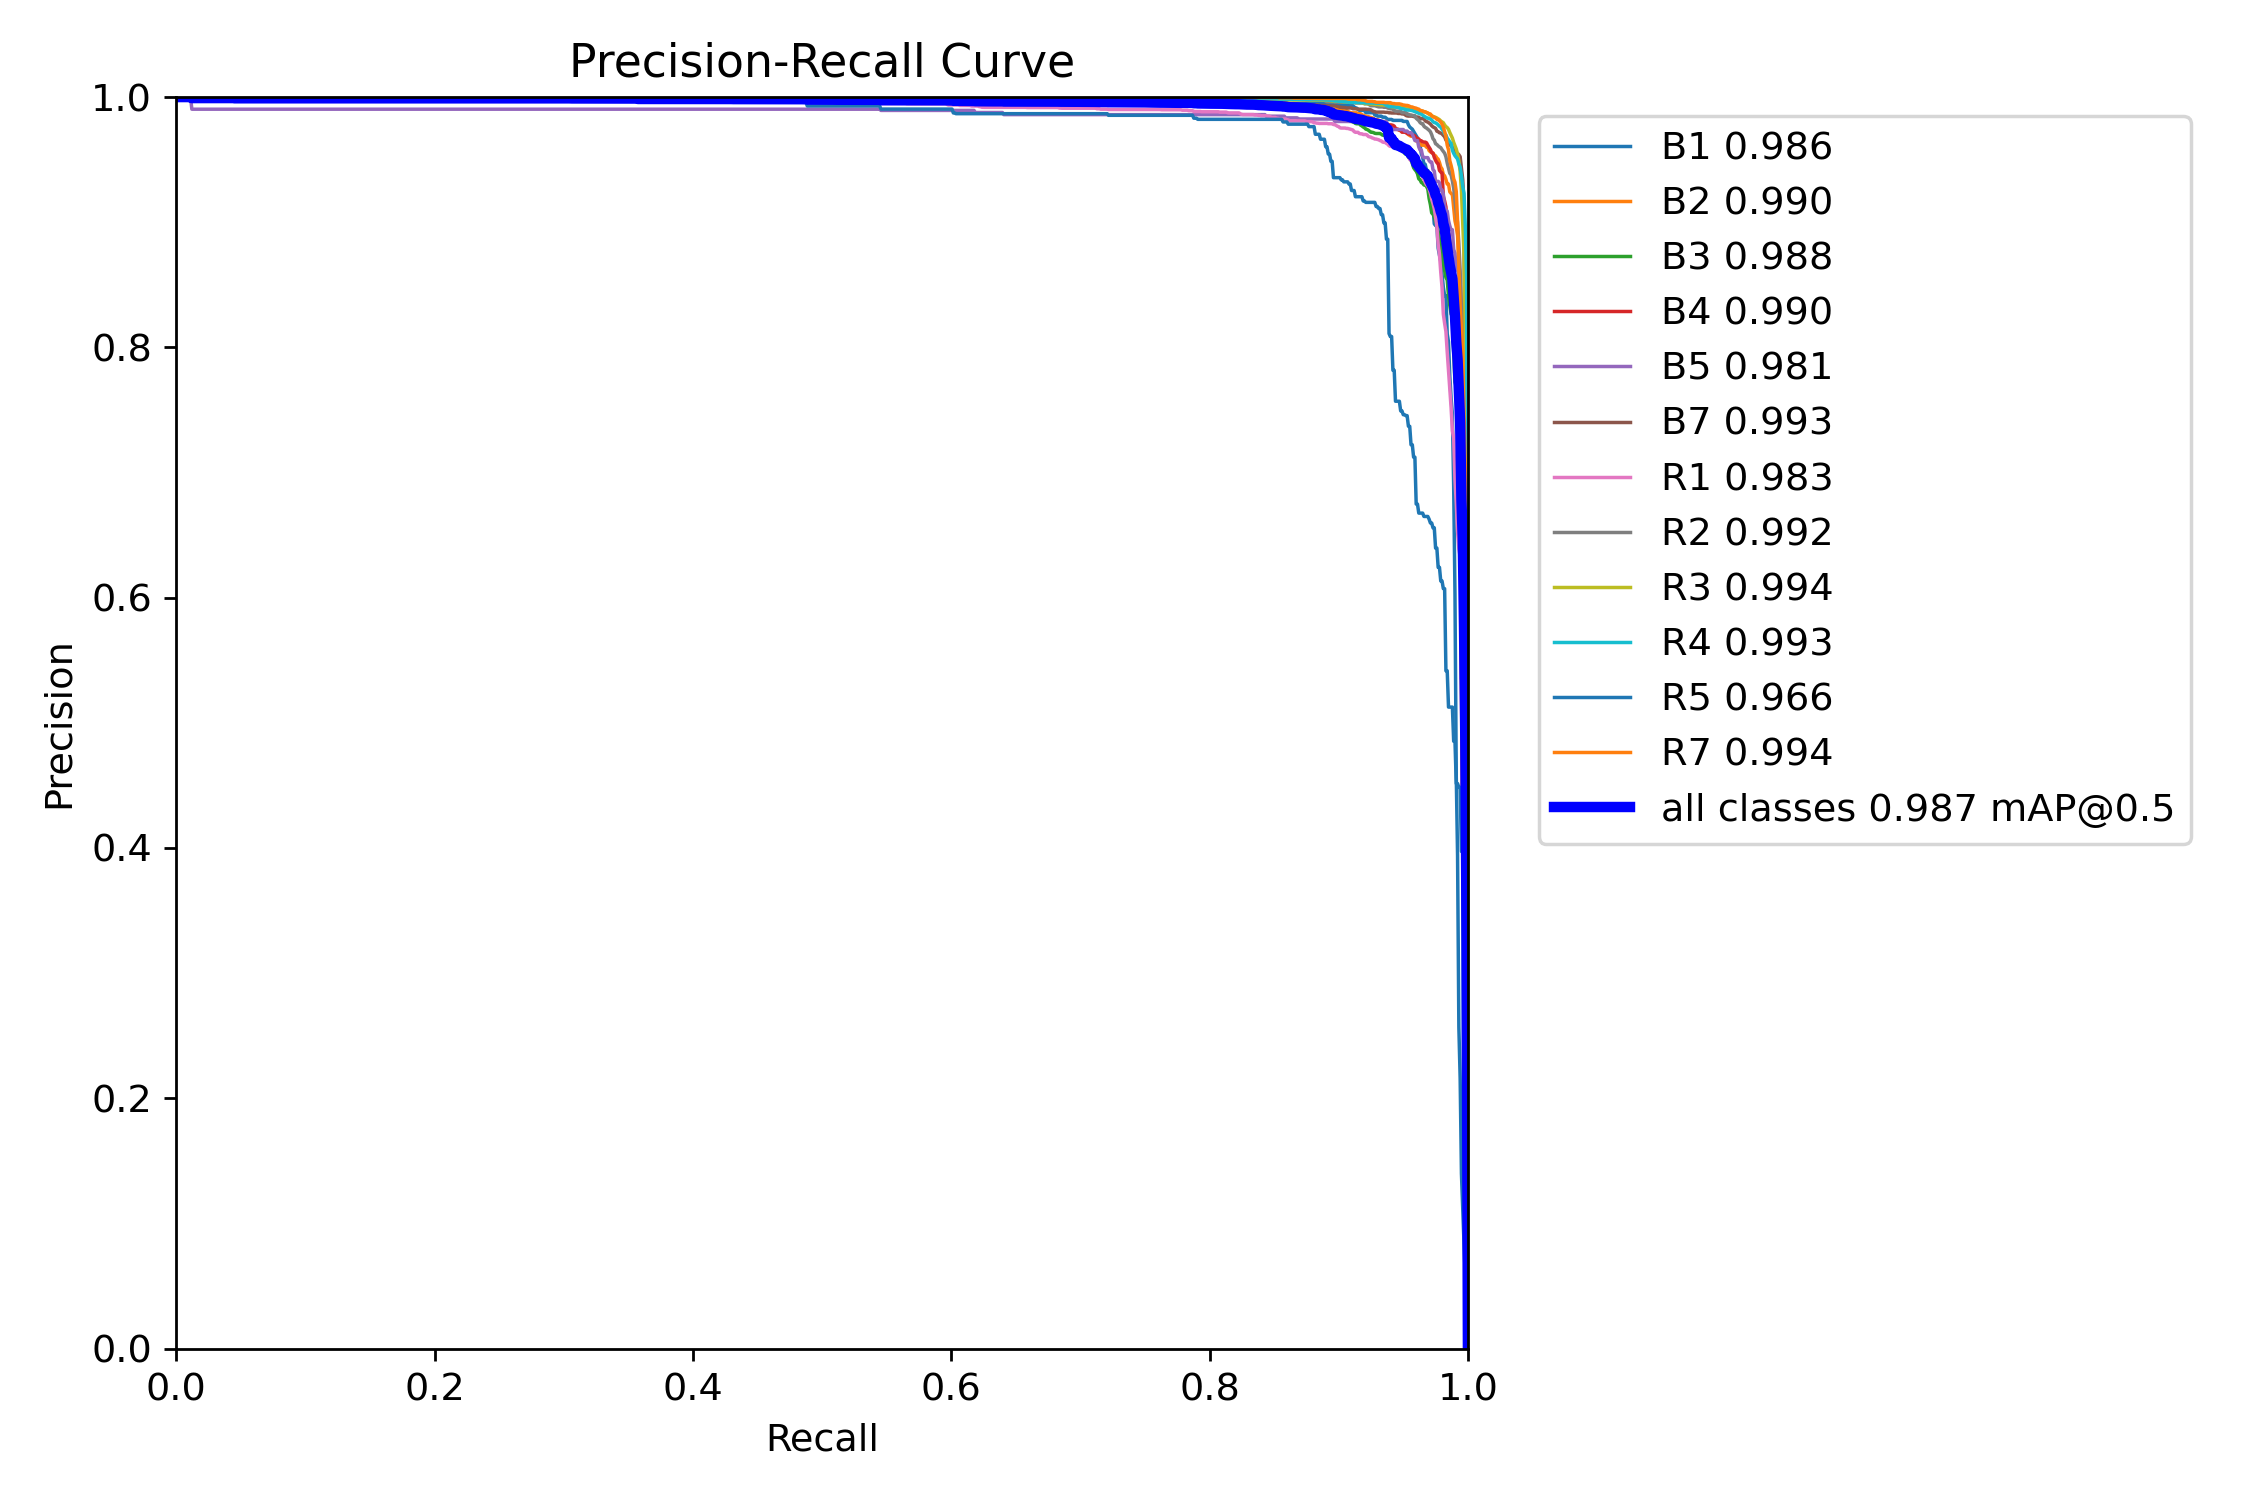 Precision-Recall Curve
1.0
0.8
0.6
0.4
0.2
0.0
Precision
0.0 0.2 0.4 0.6 0.8 1.0
Recall
B1 0.986
B2 0.990
B3 0.988
B4 0.990
B5 0.981
B7 0.993
R1 0.983
R2 0.992
R3 0.994
R4 0.993
R5 0.966
R7 0.994
all classes 0.987 mAP@0.5